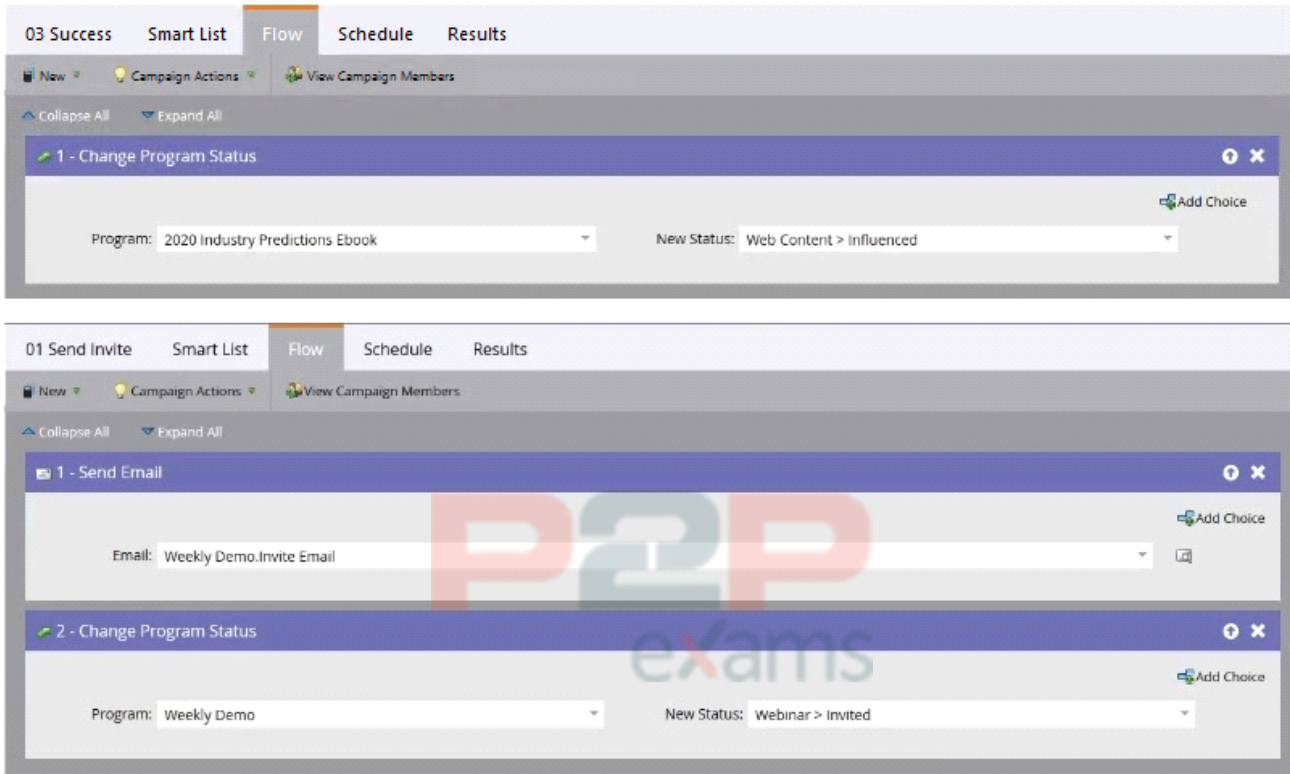 03 Success Smart List Flow Schedule Results
New Campaign Actions View Campaign Members
Collapse All Expand All
1 - Change Program Status
Add Choice
Program: 2020 Industry Predictions Ebook New Status: Web Content > Influenced
01 Send Invite Smart List Flow Schedule Results
New Campaign Actions View Campaign Members
Collapse All Expand All
1 - Send Email
Add Choice
Email: Weekly Demo.Invite Email
P2P
exams
2 - Change Program Status
Add Choice
Program: Weekly Demo New Status: Webinar > Invited